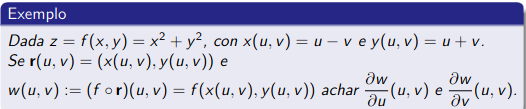 Exemplo
Dada z = f(x, y) = x² + y², con x(u, v) = u − v e y(u, v) = u + v.
Se r(u, v) = (x(u, v), y(u, v)) e
w(u, v) := (f ∘ r)(u, v) = f(x(u, v), y(u, v)) achar ∂w/∂u (u, v) e ∂w/∂v (u, v).